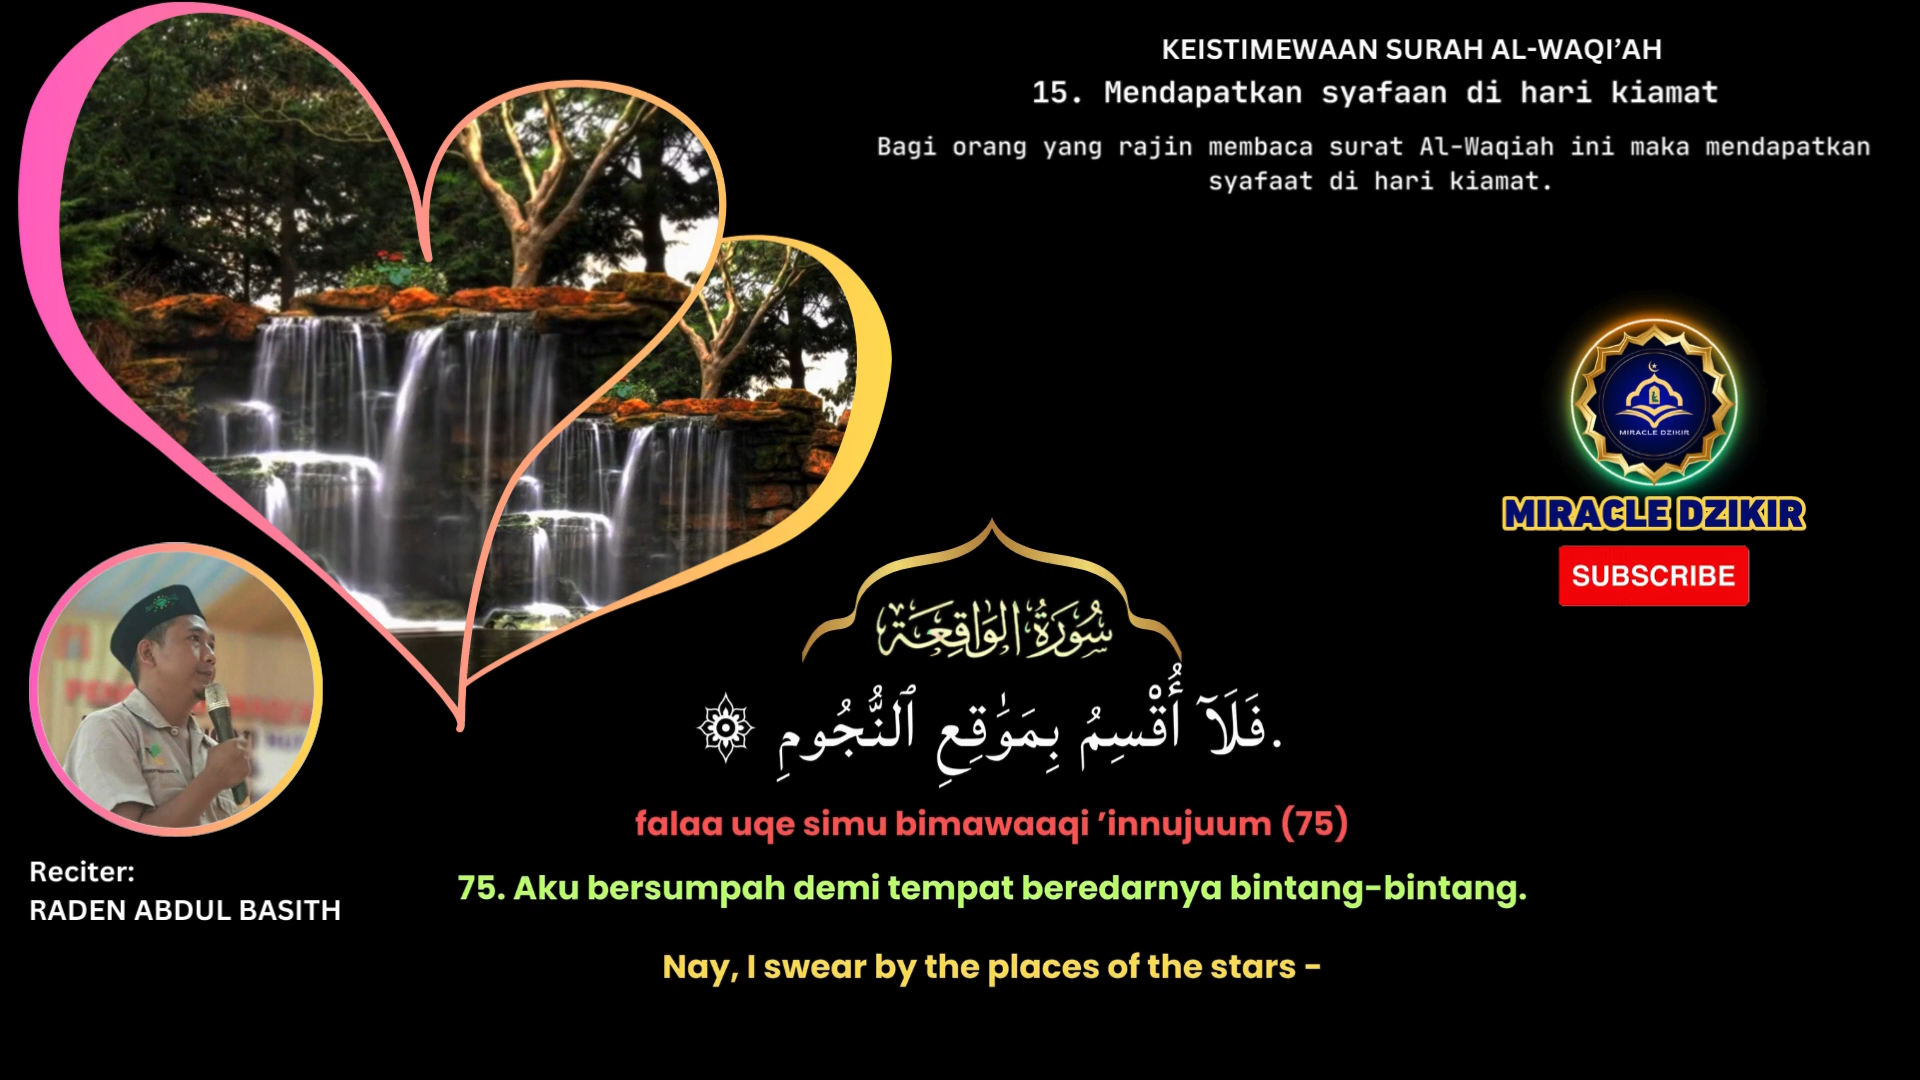 KEISTIMEWAAN SURAH AL-WAQI’AH
15. Mendapatkan syafaan di hari kiamat
Bagi orang yang rajin membaca surat Al-Waqiah ini maka mendapatkan
syafaat di hari kiamat.
MIRACLE DZIKIR
MIRACLE DZIKIR
SUBSCRIBE
سُورَةُ الوَاقِعَة
فَلَآ أُقْسِمُ بِمَوَٰقِعِ ٱلنُّجُومِ ۞.
falaa uqe simu bimawaaqi ’innujuum (75)
75. Aku bersumpah demi tempat beredarnya bintang-bintang.
Nay, I swear by the places of the stars -
Reciter:
RADEN ABDUL BASITH